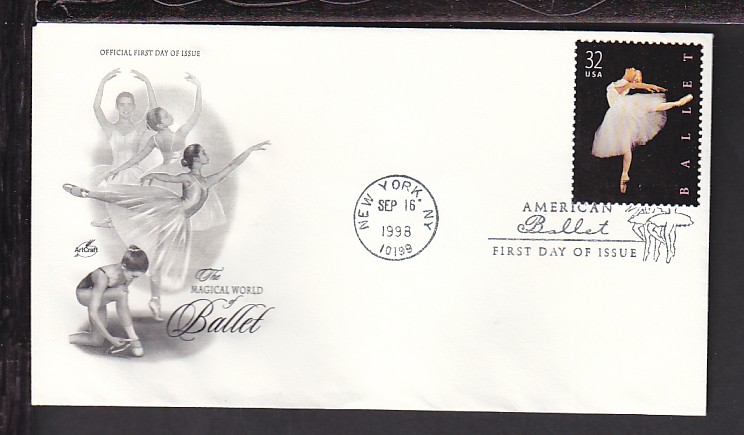 OFFICIAL FIRST DAY OF ISSUE
ArtCraft
The
MAGICAL WORLD
of
Ballet
NEW YORK, NY
SEP 16
1998
10199
32
USA
BALLET
AMERICAN
Ballet
FIRST DAY OF ISSUE